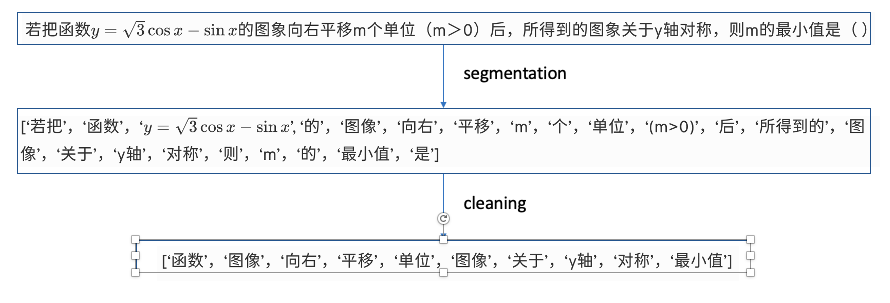 若把函数y = √3 cos x − sin x的图象向右平移m个单位（m＞0）后，所得到的图象关于y轴对称，则m的最小值是（ ）
segmentation
[‘若把’, ‘函数’, ‘y = √3 cos x − sin x’, ‘的’, ‘图像’, ‘向右’, ‘平移’, ‘m’, ‘个’, ‘单位’, ‘(m>0)’, ‘后’, ‘所得到的’, ‘图
像’, ‘关于’, ‘y轴’, ‘对称’, ‘则’, ‘m’, ‘的’, ‘最小值’, ‘是’]
cleaning
[‘函数’, ‘图像’, ‘向右’, ‘平移’, ‘单位’, ‘图像’, ‘关于’, ‘y轴’, ‘对称’, ‘最小值’]